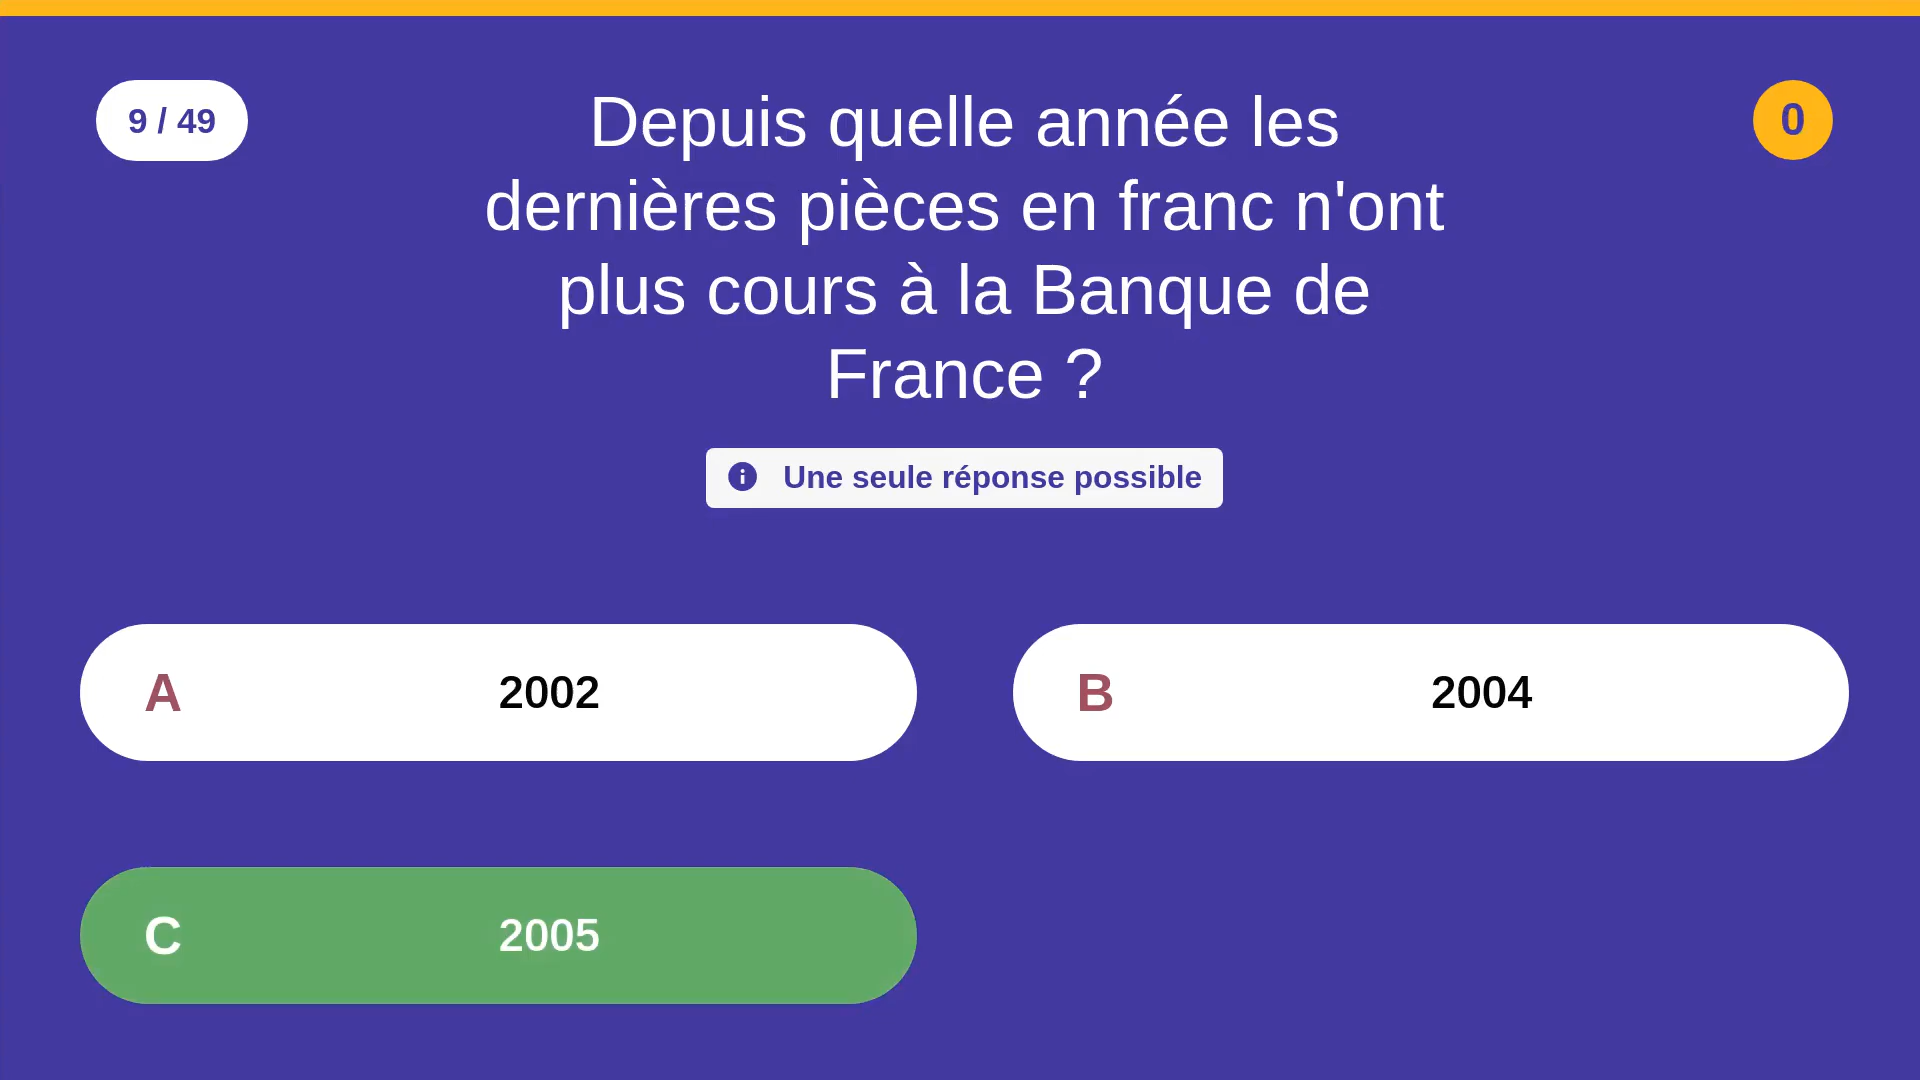 9 / 49
Depuis quelle année les
dernières pièces en franc n'ont
plus cours à la Banque de
France ?
0
Une seule réponse possible
A 2002
B 2004
C 2005